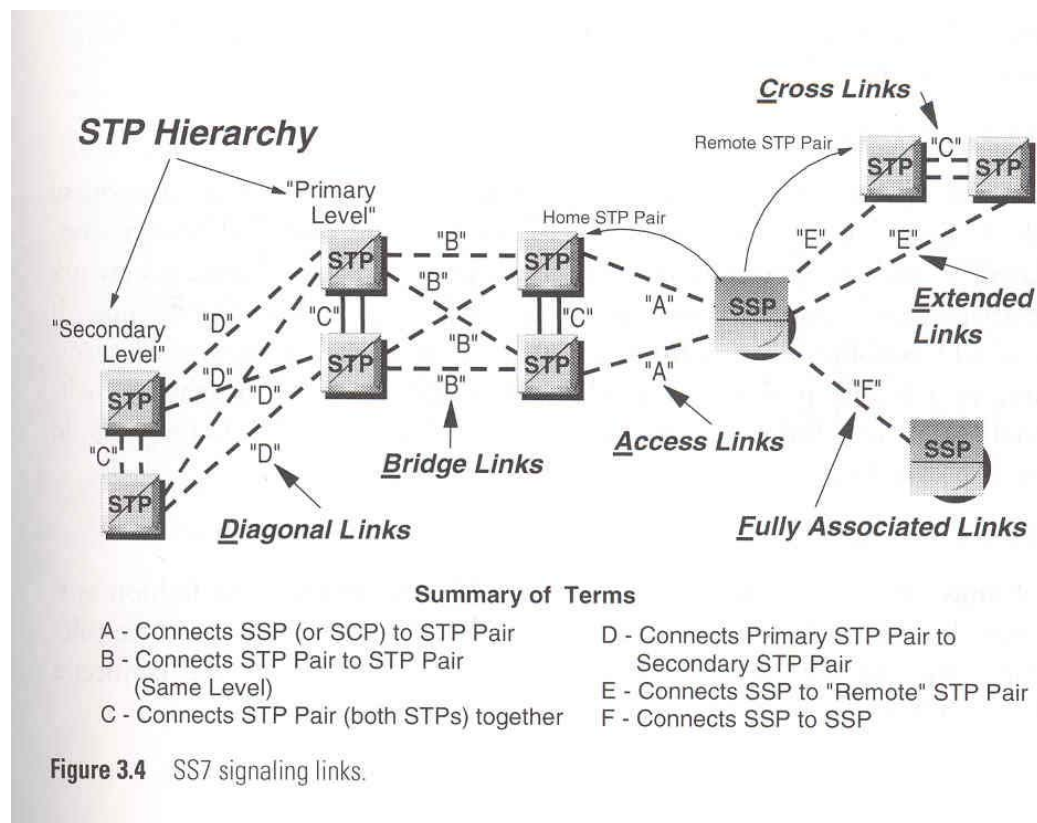 Cross Links
STP Hierarchy
Remote STP Pair
"C"
STP
STP
"Primary
Level"
Home STP Pair
"B"
"E"
"E"
STP
STP
"B"
SSP
"A"
Extended
Links
"D"
"C"
"C"
"Secondary
Level"
"B"
STP
STP
"D"
"B"
"A"
"F"
STP
"D"
"C"
"D"
Bridge Links
Access Links
SSP
STP
Diagonal Links
Fully Associated Links
Summary of Terms
A - Connects SSP (or SCP) to STP Pair
B - Connects STP Pair to STP Pair
(Same Level)
C - Connects STP Pair (both STPs) together
D - Connects Primary STP Pair to
Secondary STP Pair
E - Connects SSP to "Remote" STP Pair
F - Connects SSP to SSP
Figure 3.4 SS7 signaling links.